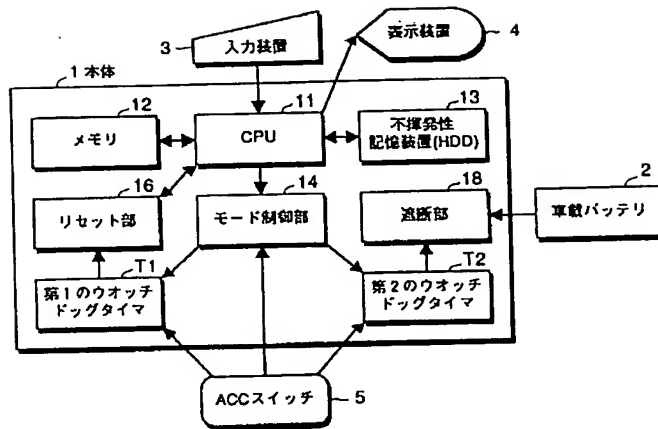 3
入力装置
表示装置
4
1 本体
12
メモリ
11
CPU
13
不揮発性
記憶装置(HDD)
16
リセット部
14
モード制御部
18
遮断部
2
車載バッテリ
T1
第1のウオッチ
ドッグタイマ
T2
第2のウオッチ
ドッグタイマ
ACCスイッチ
5